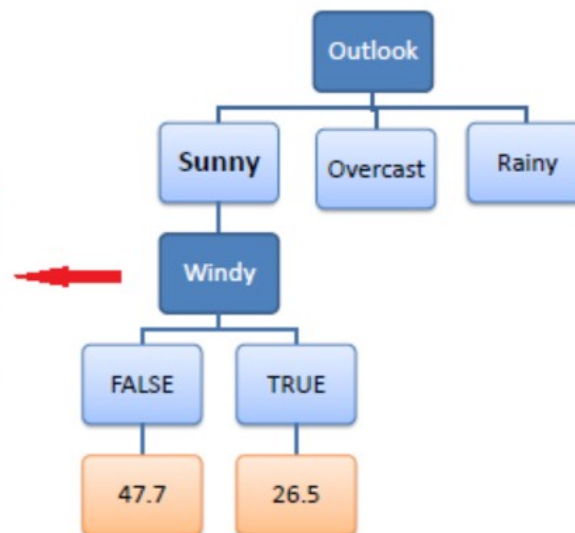 Outlook
Sunny
Overcast
Rainy
Windy
FALSE
TRUE
47.7
26.5